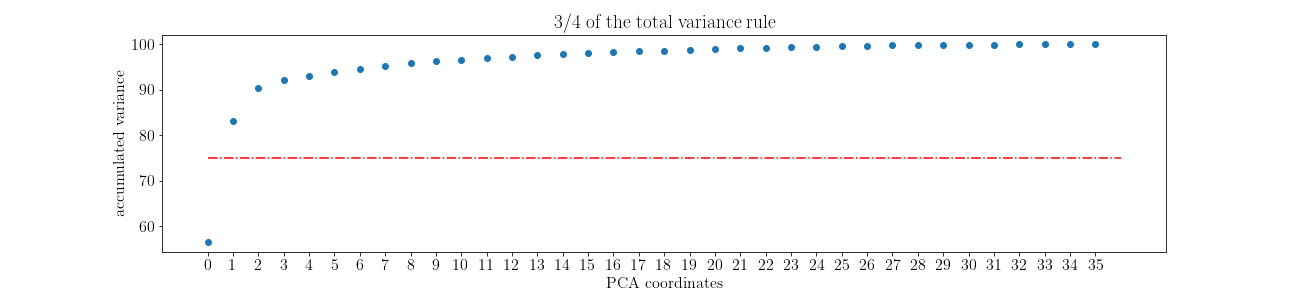 3/4 of the total variance rule
accumulated variance
100
90
80
70
60
0 1 2 3 4 5 6 7 8 9 10 11 12 13 14 15 16 17 18 19 20 21 22 23 24 25 26 27 28 29 30 31 32 33 34 35
PCA coordinates